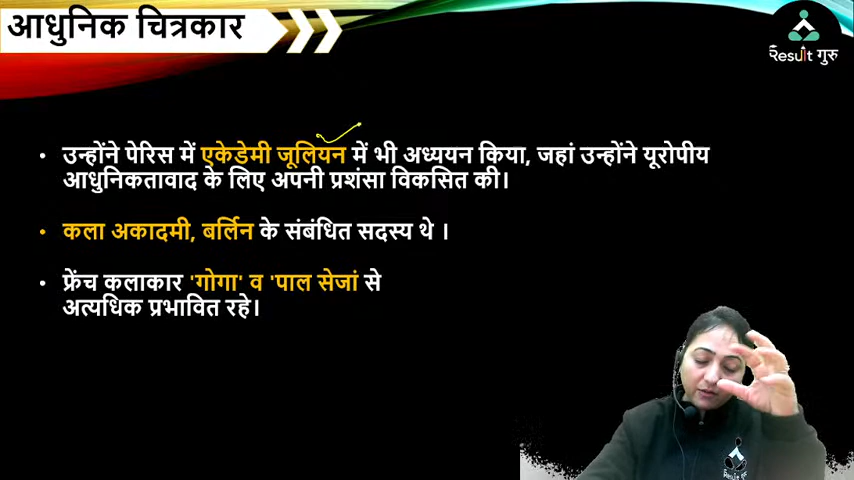 आधुनिक चित्रकार
Result गुरु
• उन्होंने पेरिस में एकेडेमी जूलियन में भी अध्ययन किया, जहां उन्होंने यूरोपीय
आधुनिकतावाद के लिए अपनी प्रशंसा विकसित की।
• कला अकादमी, बर्लिन के संबंधित सदस्य थे ।
• फ्रेंच कलाकार 'गोगा' व 'पाल सेजां से
अत्यधिक प्रभावित रहे।
Result गुरु